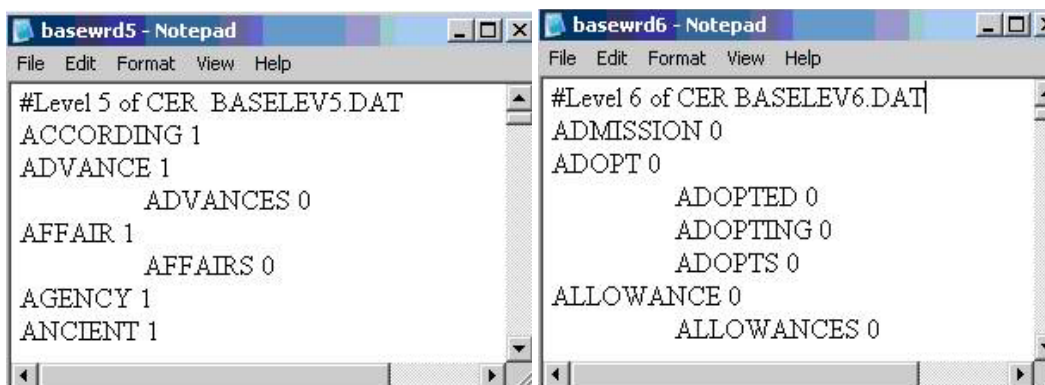 basewrd5 - Notepad
File Edit Format View Help
#Level 5 of CER BASELEV5.DAT
ACCORDING 1
ADVANCE 1
ADVANCES 0
AFFAIR 1
AFFAIRS 0
AGENCY 1
ANCIENT 1
basewrd6 - Notepad
File Edit Format View Help
#Level 6 of CER BASELEV6.DAT
ADMISSION 0
ADOPT 0
ADOPTED 0
ADOPTING 0
ADOPTS 0
ALLOWANCE 0
ALLOWANCES 0